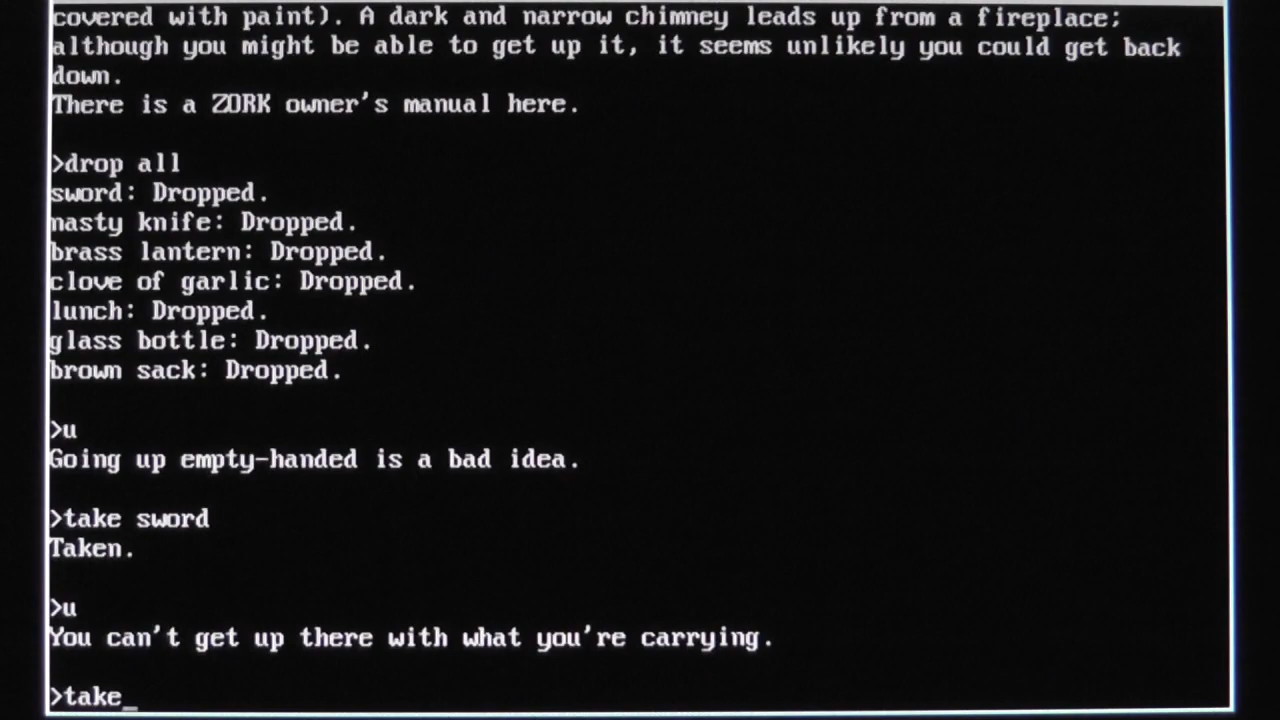 covered with paint). A dark and narrow chimney leads up from a fireplace;
although you might be able to get up it, it seems unlikely you could get back
down.
There is a ZORK owner's manual here.
>drop all
sword: Dropped.
nasty knife: Dropped.
brass lantern: Dropped.
clove of garlic: Dropped.
lunch: Dropped.
glass bottle: Dropped.
brown sack: Dropped.
>u
Going up empty-handed is a bad idea.
>take sword
Taken.
>u
You can't get up there with what you're carrying.
>take_